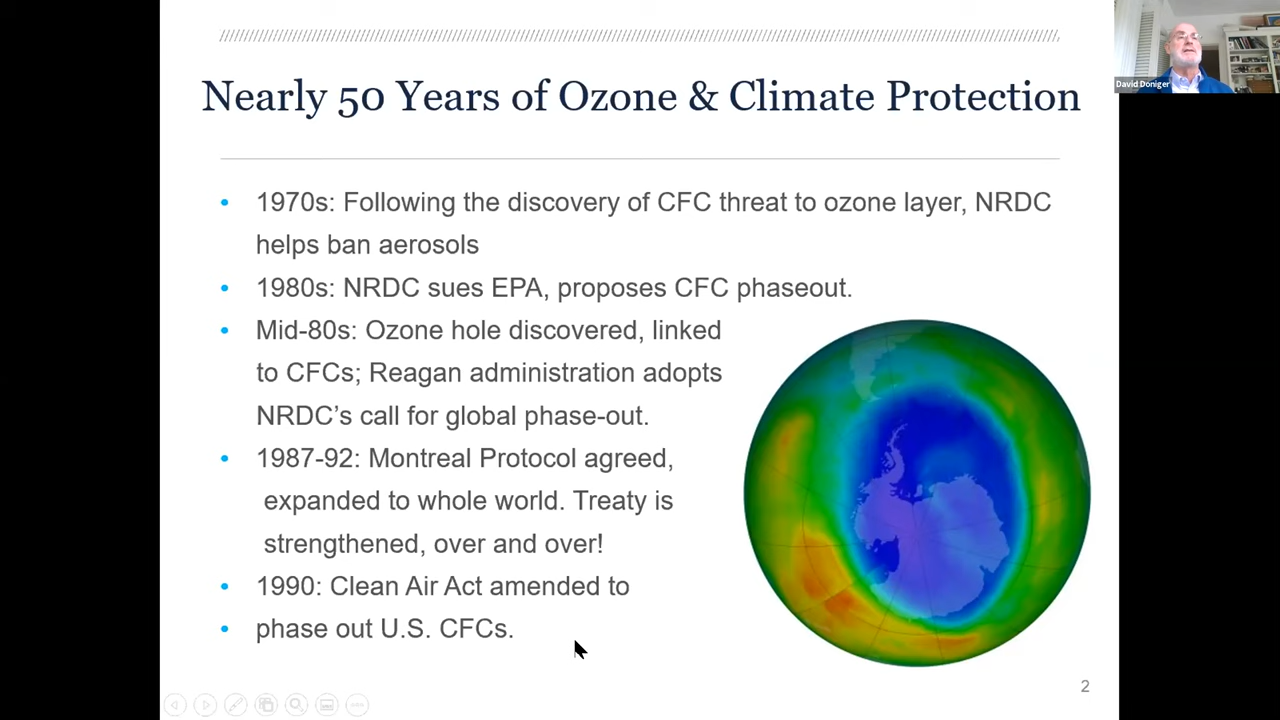 Nearly 50 Years of Ozone & Climate Protection
David Doniger
• 1970s: Following the discovery of CFC threat to ozone layer, NRDC
helps ban aerosols
• 1980s: NRDC sues EPA, proposes CFC phaseout.
• Mid-80s: Ozone hole discovered, linked
to CFCs; Reagan administration adopts
NRDC’s call for global phase-out.
• 1987-92: Montreal Protocol agreed,
expanded to whole world. Treaty is
strengthened, over and over!
• 1990: Clean Air Act amended to
• phase out U.S. CFCs.
2